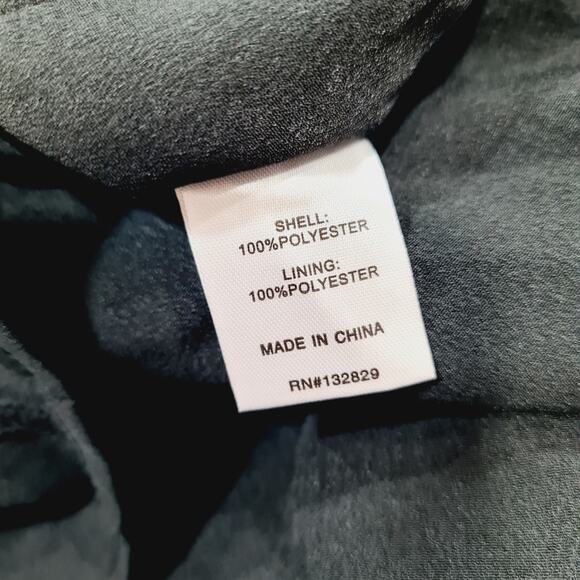 SHELL:
100%POLYESTER
LINING:
100%POLYESTER
MADE IN CHINA
RN#132829